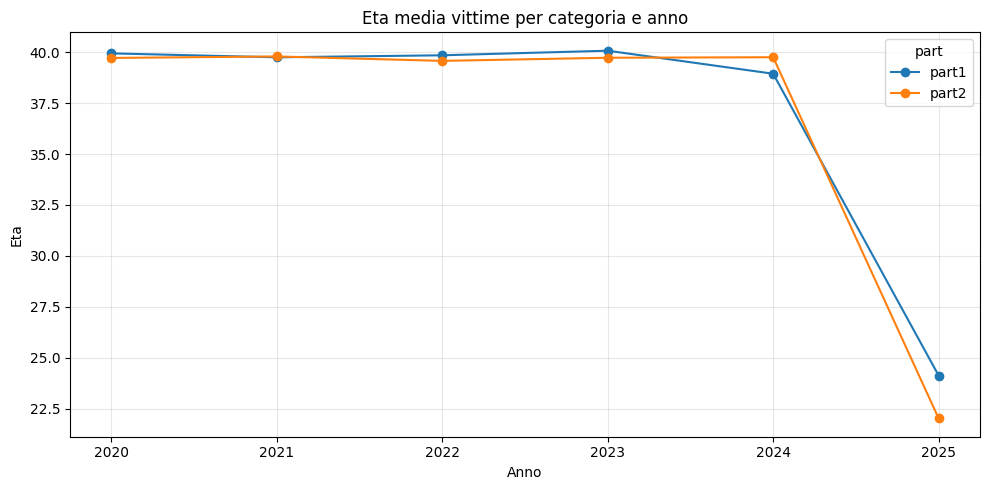 Eta media vittime per categoria e anno
40.0
37.5
35.0
32.5
30.0
27.5
25.0
22.5
Eta
part
part1
part2
2020 2021 2022 2023 2024 2025
Anno